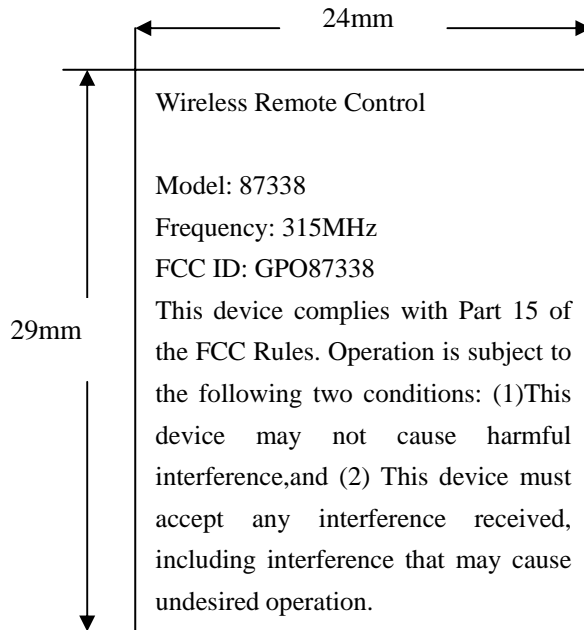 24mm
Wireless Remote Control
Model: 87338
Frequency: 315MHz
FCC ID: GPO87338
This device complies with Part 15 of
29mm
the FCC Rules. Operation is subject to
the following two conditions: (1)This
device may not cause harmful
interference,and (2) This device must
accept any interference received,
including interference that may cause
undesired operation.